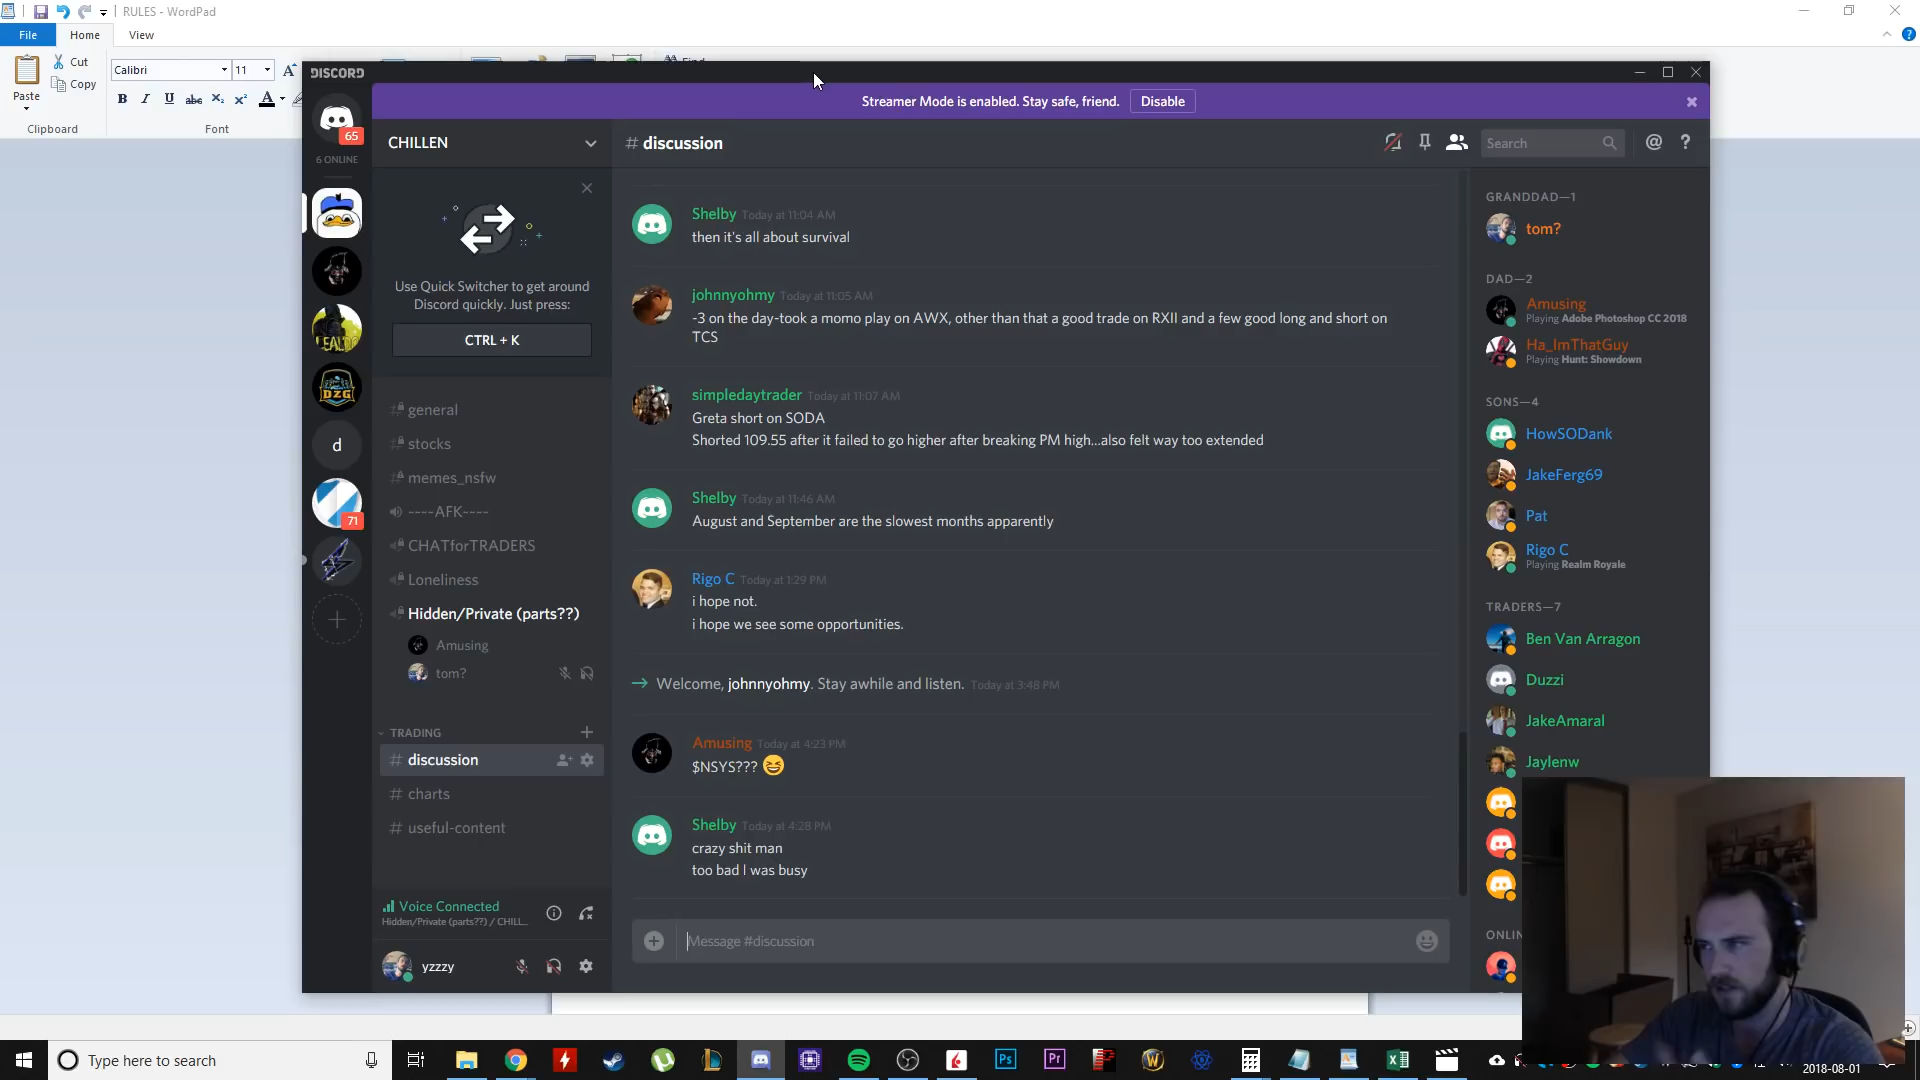 RULES - WordPad
File
Home
View
Cut
Copy
Paste
Calibri
11
Clipboard
Font
Find
DISCORD
Streamer Mode is enabled. Stay safe, friend.
Disable
65
6 ONLINE
CHILLEN
# discussion
Search
Use Quick Switcher to get around
Discord quickly. Just press:
CTRL + K
general
stocks
memes_nsfw
----AFK----
CHATforTRADERS
Loneliness
Hidden/Private (parts??)
Amusing
tom?
TRADING
# discussion
# charts
# useful-content
DZG
d
71
Voice Connected
Hidden/Private (parts??) / CHILL...
yzzzy
Shelby Today at 11:04 AM
then it's all about survival
johnnyohmy Today at 11:05 AM
-3 on the day-took a momo play on AWX, other than that a good trade on RXII and a few good long and short on
TCS
simpledaytrader Today at 11:07 AM
Greta short on SODA
Shorted 109.55 after it failed to go higher after breaking PM high...also felt way too extended
Shelby Today at 11:46 AM
August and September are the slowest months apparently
Rigo C Today at 1:29 PM
i hope not.
i hope we see some opportunities.
Welcome, johnnyohmy. Stay awhile and listen. Today at 3:48 PM
Amusing Today at 4:23 PM
$NSYS??? 😆
Shelby Today at 4:28 PM
crazy shit man
too bad I was busy
Message #discussion
GRANDDAD—1
tom?
DAD—2
Amusing
Playing Adobe Photoshop CC 2018
Ha_ImThatGuy
Playing Hunt: Showdown
SONS—4
HowSODank
JakeFerg69
Pat
Rigo C
Playing Realm Royale
TRADERS—7
Ben Van Arragon
Duzzi
JakeAmaral
Jaylenw
ONLIN
Type here to search
Ps
Pr
2018-08-01